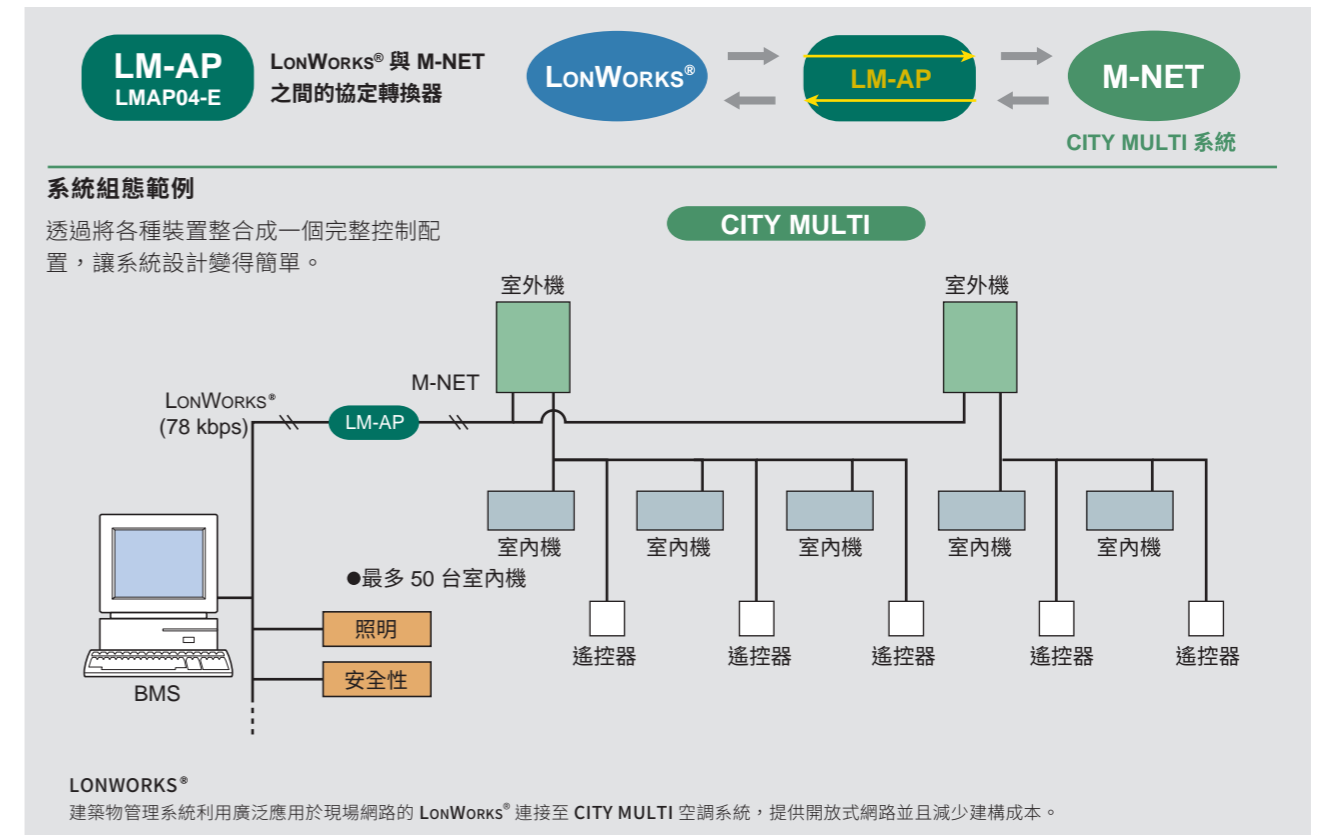 LM-AP
LMAP04-E
LONWORKS® 與 M-NET
之間的協定轉換器
LONWORKS®
LM-AP
M-NET
CITY MULTI 系統
系統組態範例
透過將各種裝置整合成一個完整控制配
置，讓系統設計變得簡單。
CITY MULTI
室外機
室外機
M-NET
LONWORKS®
(78 kbps)
LM-AP
室內機
室內機
室內機
室內機
室內機
●最多 50 台室內機
照明
安全性
BMS
遙控器
遙控器
遙控器
遙控器
遙控器
LONWORKS®
建築物管理系統利用廣泛應用於現場網路的 LONWORKS® 連接至 CITY MULTI 空調系統，提供開放式網路並且減少建構成本。